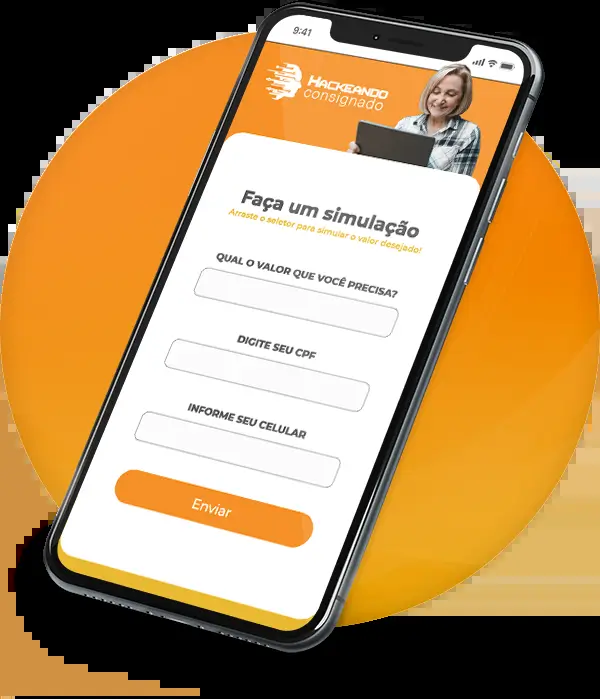 9:41
HACKEANDO
consignado
Faça um simulação
Arraste o seletor para simular o valor desejado!
QUAL O VALOR QUE VOCÊ PRECISA?
DIGITE SEU CPF
INFORME SEU CELULAR
Enviar